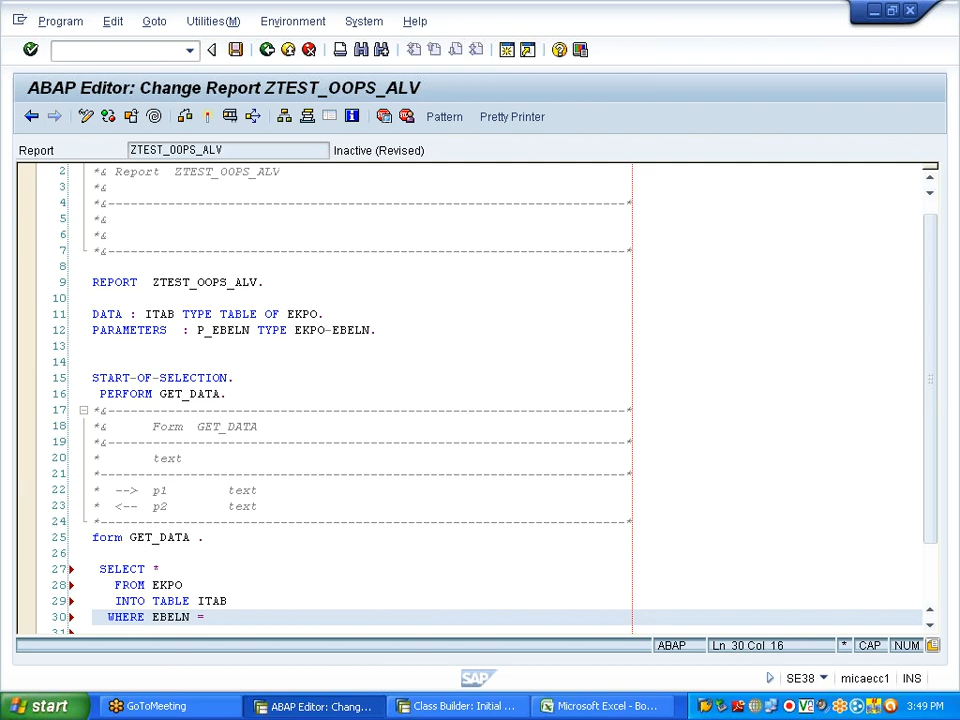 Program Edit Goto Utilities(M) Environment System Help
ABAP Editor: Change Report ZTEST_OOPS_ALV
Pattern Pretty Printer
Report ZTEST_OOPS_ALV Inactive (Revised)
2 *& Report  ZTEST_OOPS_ALV
3 *&
4 *&---------------------------------------------------------------------*
5 *&
6 *&
7 *&---------------------------------------------------------------------*
8
9 REPORT  ZTEST_OOPS_ALV.
10
11 DATA : ITAB TYPE TABLE OF EKPO.
12 PARAMETERS  : P_EBELN TYPE EKPO-EBELN.
13
14
15 START-OF-SELECTION.
16 PERFORM GET_DATA.
17 *&---------------------------------------------------------------------*
18 *&      Form  GET_DATA
19 *&---------------------------------------------------------------------*
20 *       text
21 *----------------------------------------------------------------------*
22 *  -->  p1        text
23 *  <--  p2        text
24 *----------------------------------------------------------------------*
25 form GET_DATA .
26
27 SELECT *
28 FROM EKPO
29 INTO TABLE ITAB
30 WHERE EBELN =
31
ABAP Ln 30 Col 16 * CAP NUM
SAP SE38 micaecc1 INS
start GoToMeeting ABAP Editor: Chang... Class Builder: Initial ... Microsoft Excel - Bo... 3:49 PM